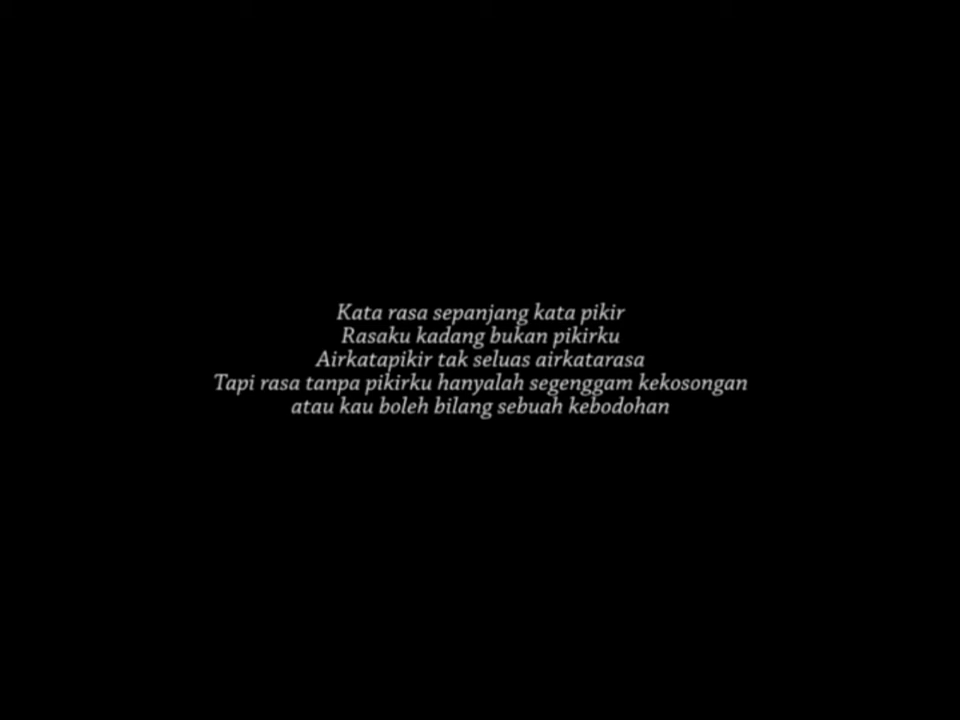 Kata rasa sepanjang kata pikir
Rasaku kadang bukan pikirku
Airkatapikir tak seluas airkatarasa
Tapi rasa tanpa pikirku hanyalah segenggam kekosongan
atau kau boleh bilang sebuah kebodohan